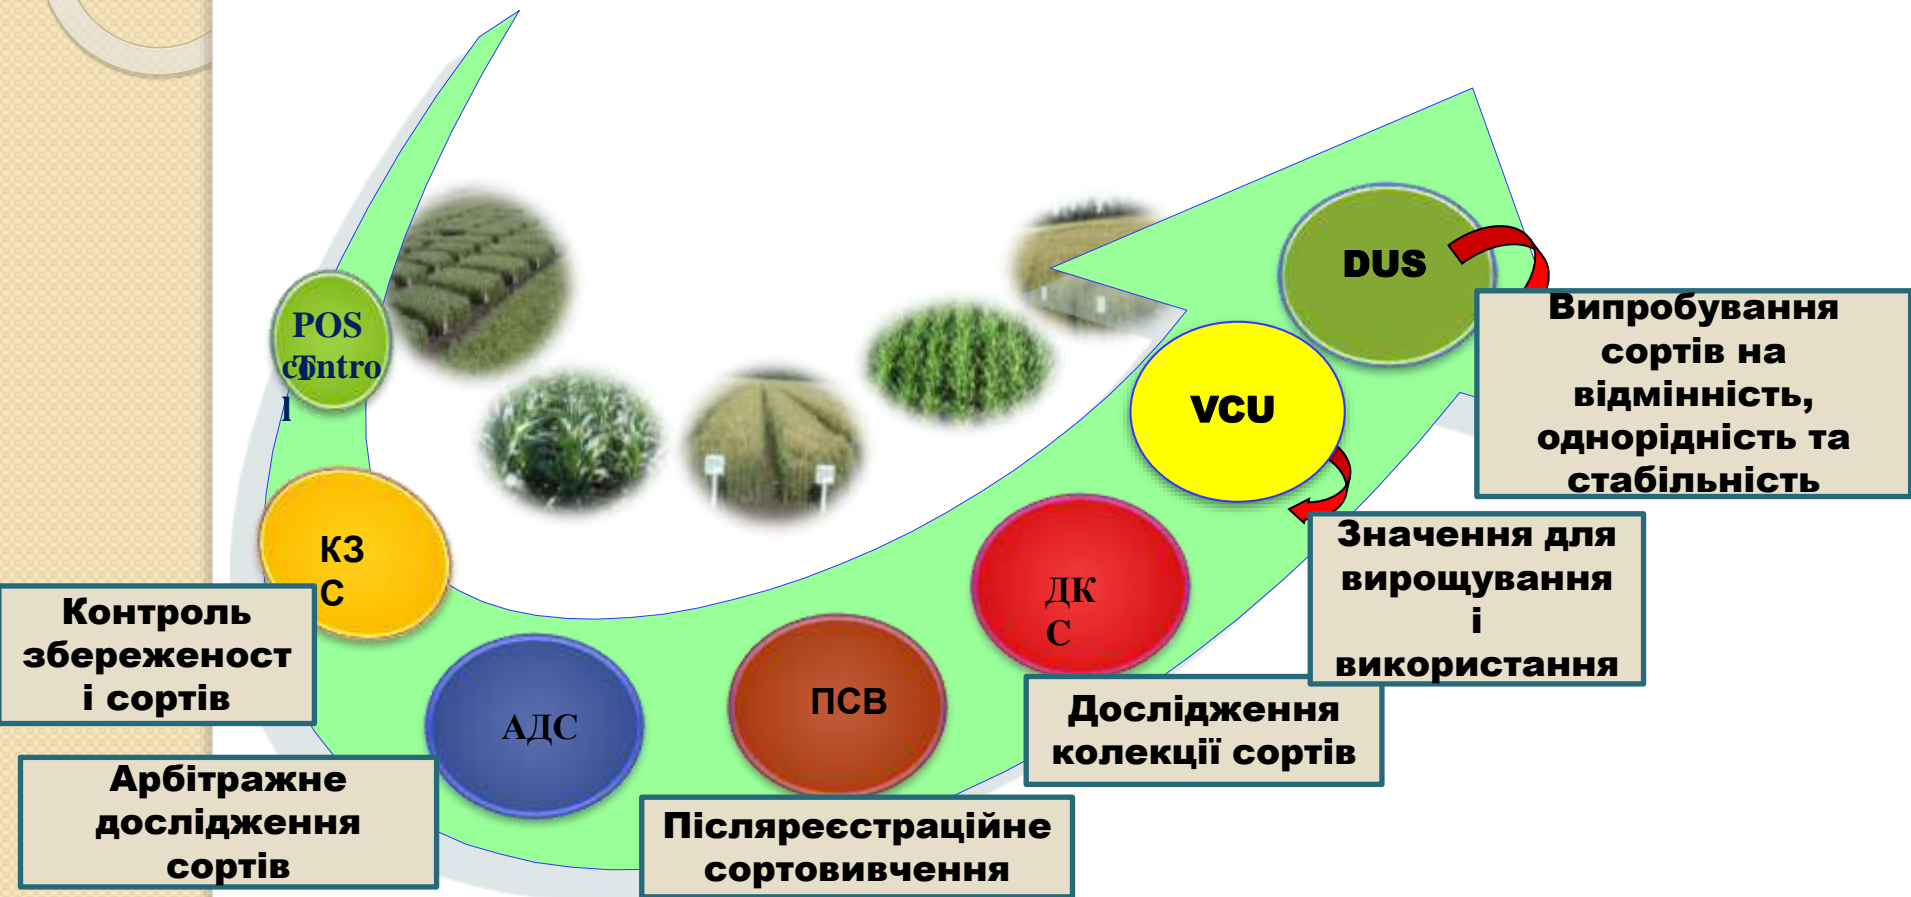 DUS
Випробування
сортів на
відмінність,
однорідність та
стабільність
VCU
Значення для
вирощування
і
використання
ДК
С
Дослідження
колекції сортів
ПСВ
Післяреєстраційне
сортовивчення
АДС
Арбітражне
дослідження
сортів
КЗ
С
Контроль
збереженост
і сортів
POS
T
contro
l